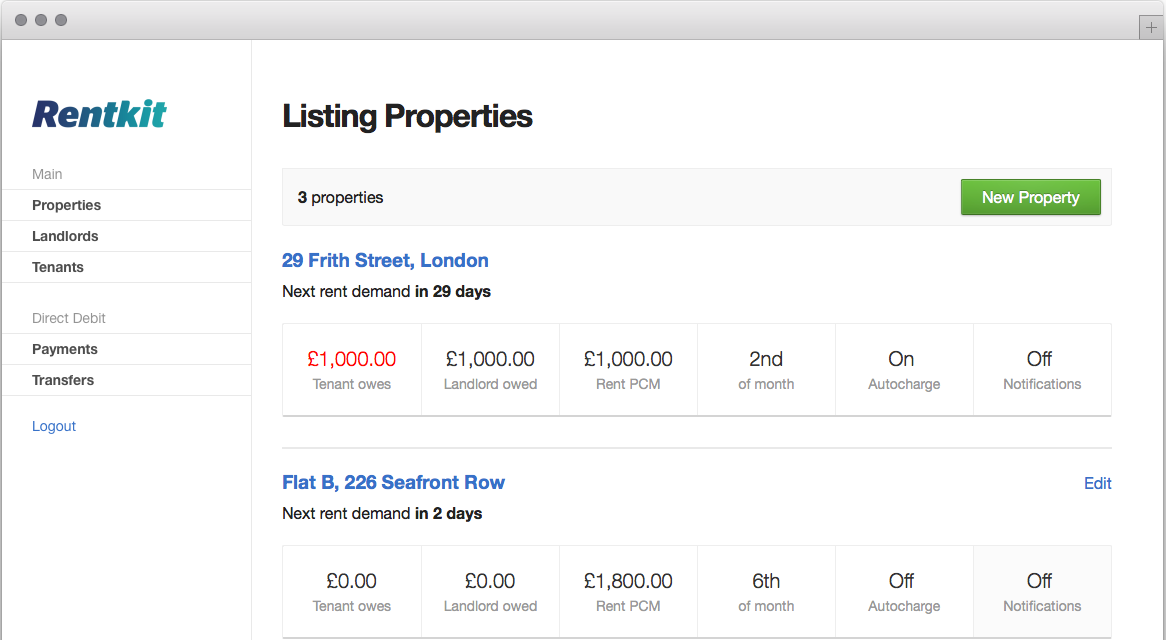 Rentkit
Main
Properties
Landlords
Tenants
Direct Debit
Payments
Transfers
Logout
Listing Properties
3 properties
New Property
29 Frith Street, London
Next rent demand in 29 days
£1,000.00 £1,000.00 £1,000.00 2nd On Off
Tenant owes Landlord owed Rent PCM of month Autocharge Notifications
Flat B, 226 Seafront Row Edit
Next rent demand in 2 days
£0.00 £0.00 £1,800.00 6th Off Off
Tenant owes Landlord owed Rent PCM of month Autocharge Notifications